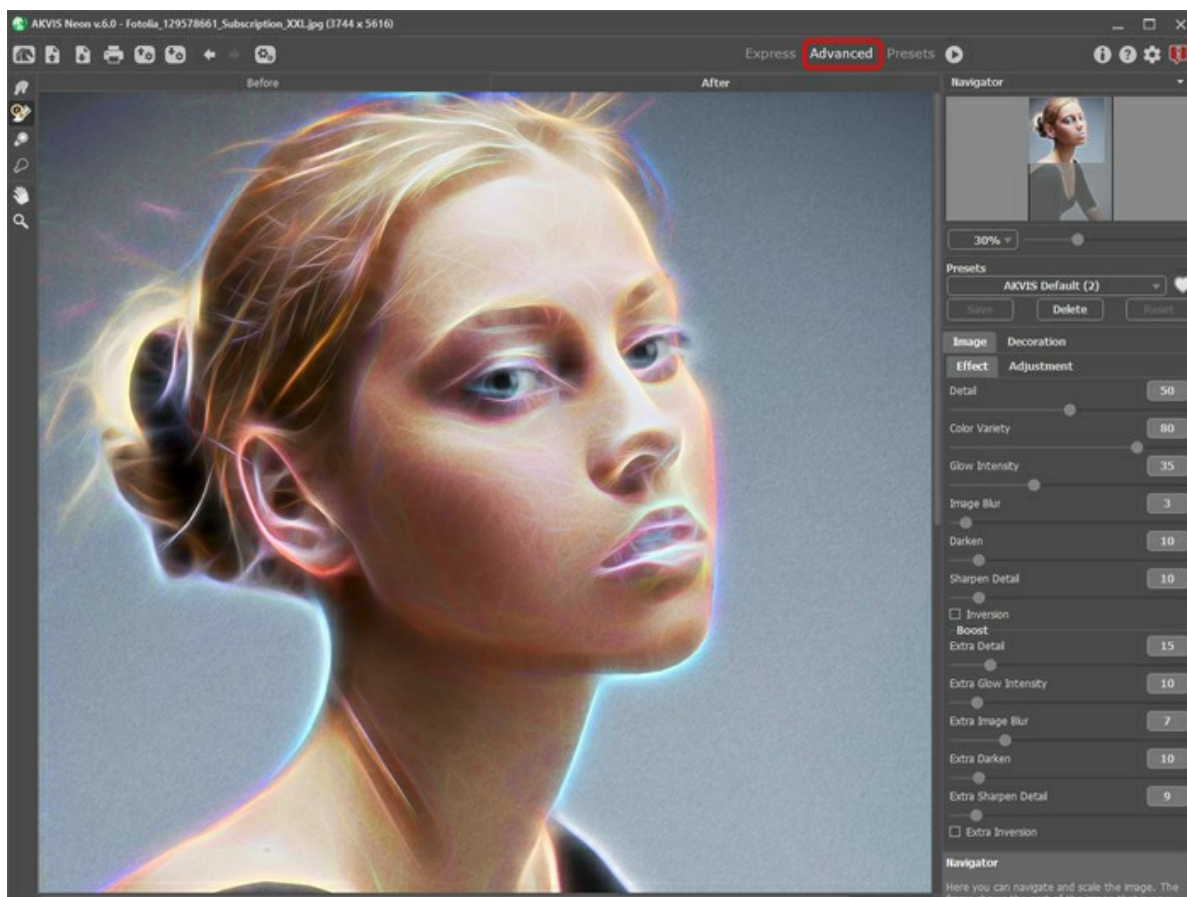 AKVIS Neon v.6.0 - Fotolia_129578661_Subscription_XXL.jpg (3744 x 5616)
Express Advanced Presets
Before After
Navigator
30%
Presets
AKVIS Default (2)
Save Delete Reset
Image Decoration
Effect Adjustment
Detail 50
Color Variety 80
Glow Intensity 35
Image Blur 3
Darken 10
Sharpen Detail 10
Inversion
Boost
Extra Detail 15
Extra Glow Intensity 10
Extra Image Blur 7
Extra Darken 10
Extra Sharpen Detail 9
Extra Inversion
Navigator
Here you can navigate and scale the image. The